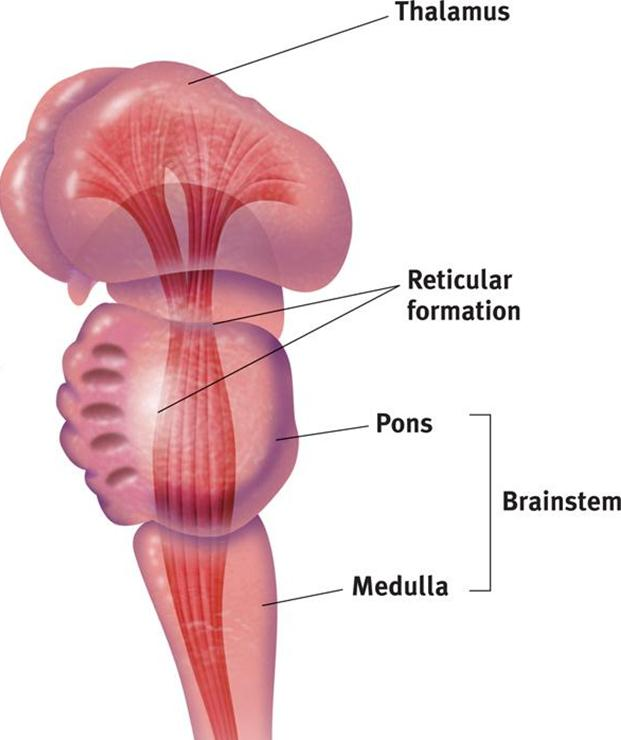 Thalamus
Reticular
formation
Pons
Brainstem
Medulla